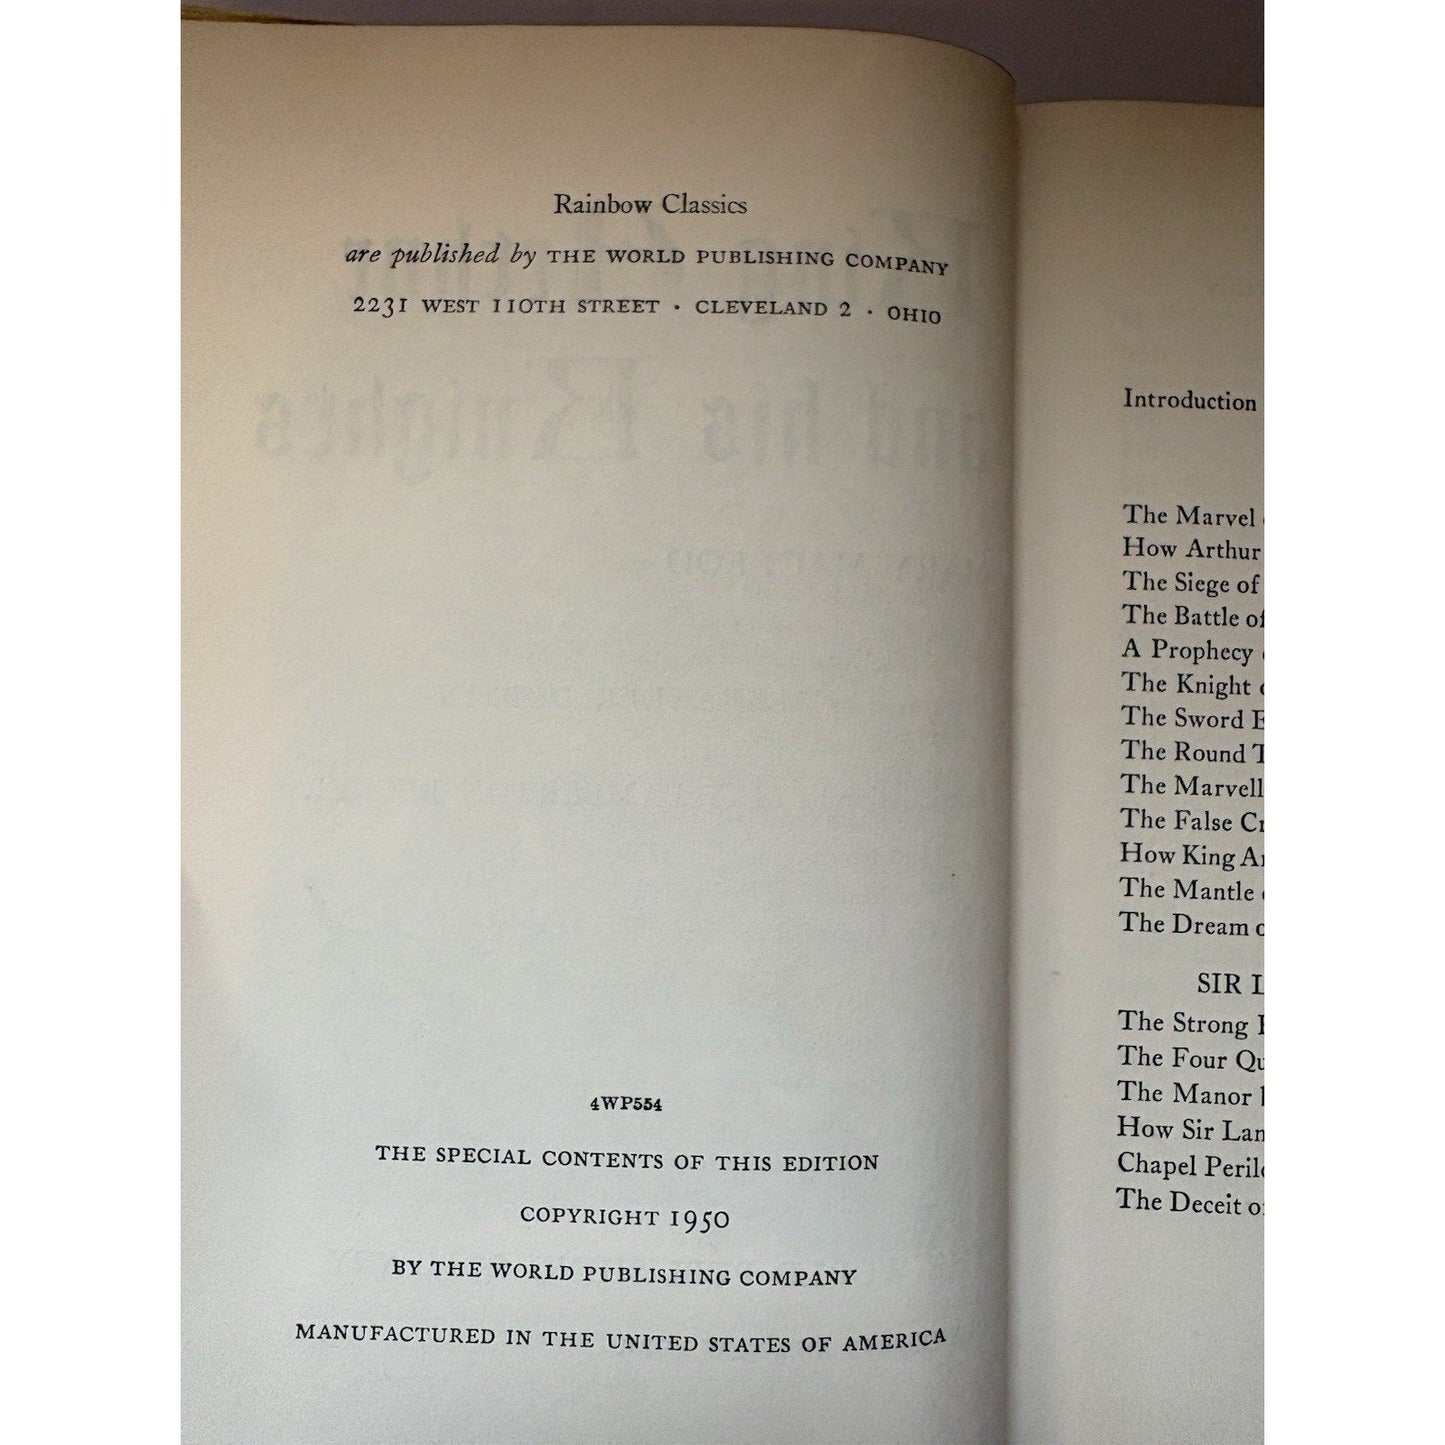 Rainbow Classics
are published by THE WORLD PUBLISHING COMPANY
2231 WEST 110TH STREET · CLEVELAND 2 · OHIO
4WP554
THE SPECIAL CONTENTS OF THIS EDITION
COPYRIGHT 1950
BY THE WORLD PUBLISHING COMPANY
MANUFACTURED IN THE UNITED STATES OF AMERICA
Introduction
The Marvel
How Arthur
The Siege of
The Battle of
A Prophecy
The Knight
The Sword
The Round
The Marvell
The False
How King
The Mantle
The Dream
SIR
The Strong
The Four
The Manor
How Sir Lan
Chapel
The Deceit